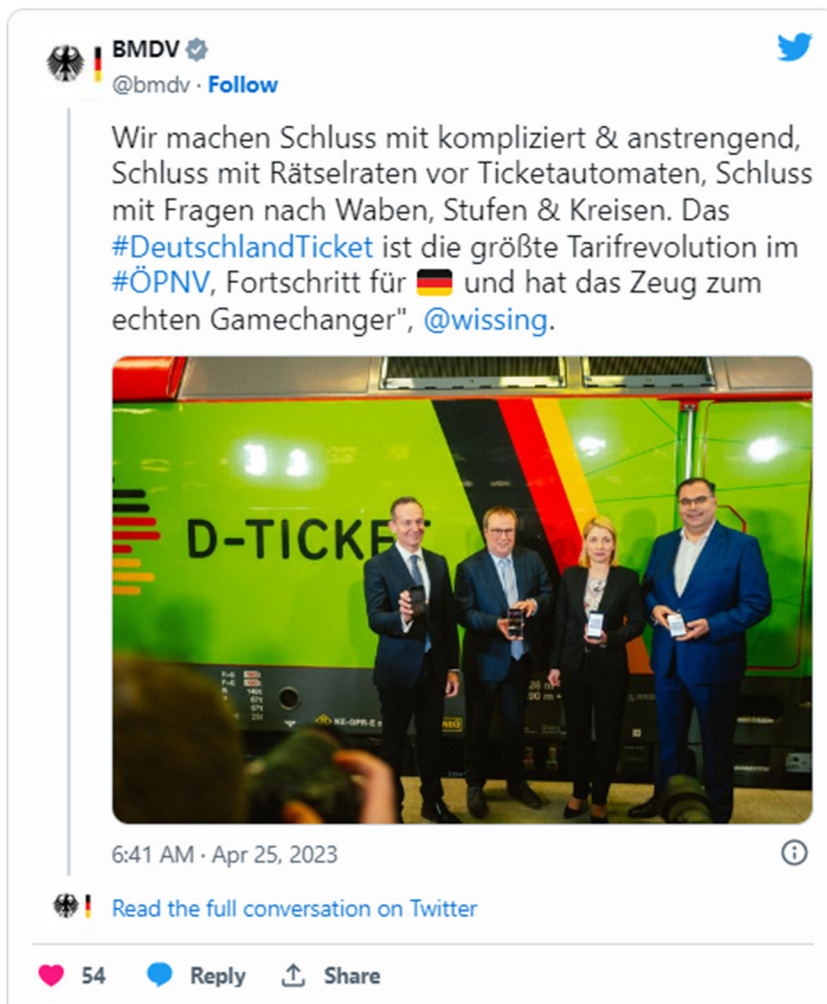 BMDV
@bmdv · Follow
Wir machen Schluss mit kompliziert & anstrengend,
Schluss mit Rätselraten vor Ticketautomaten, Schluss
mit Fragen nach Waben, Stufen & Kreisen. Das
#DeutschlandTicket ist die größte Tarifrevolution im
#ÖPNV, Fortschritt für 🇩🇪 und hat das Zeug zum
echten Gamechanger", @wissing.
D-TICKET
6:41 AM · Apr 25, 2023
Read the full conversation on Twitter
54 Reply Share